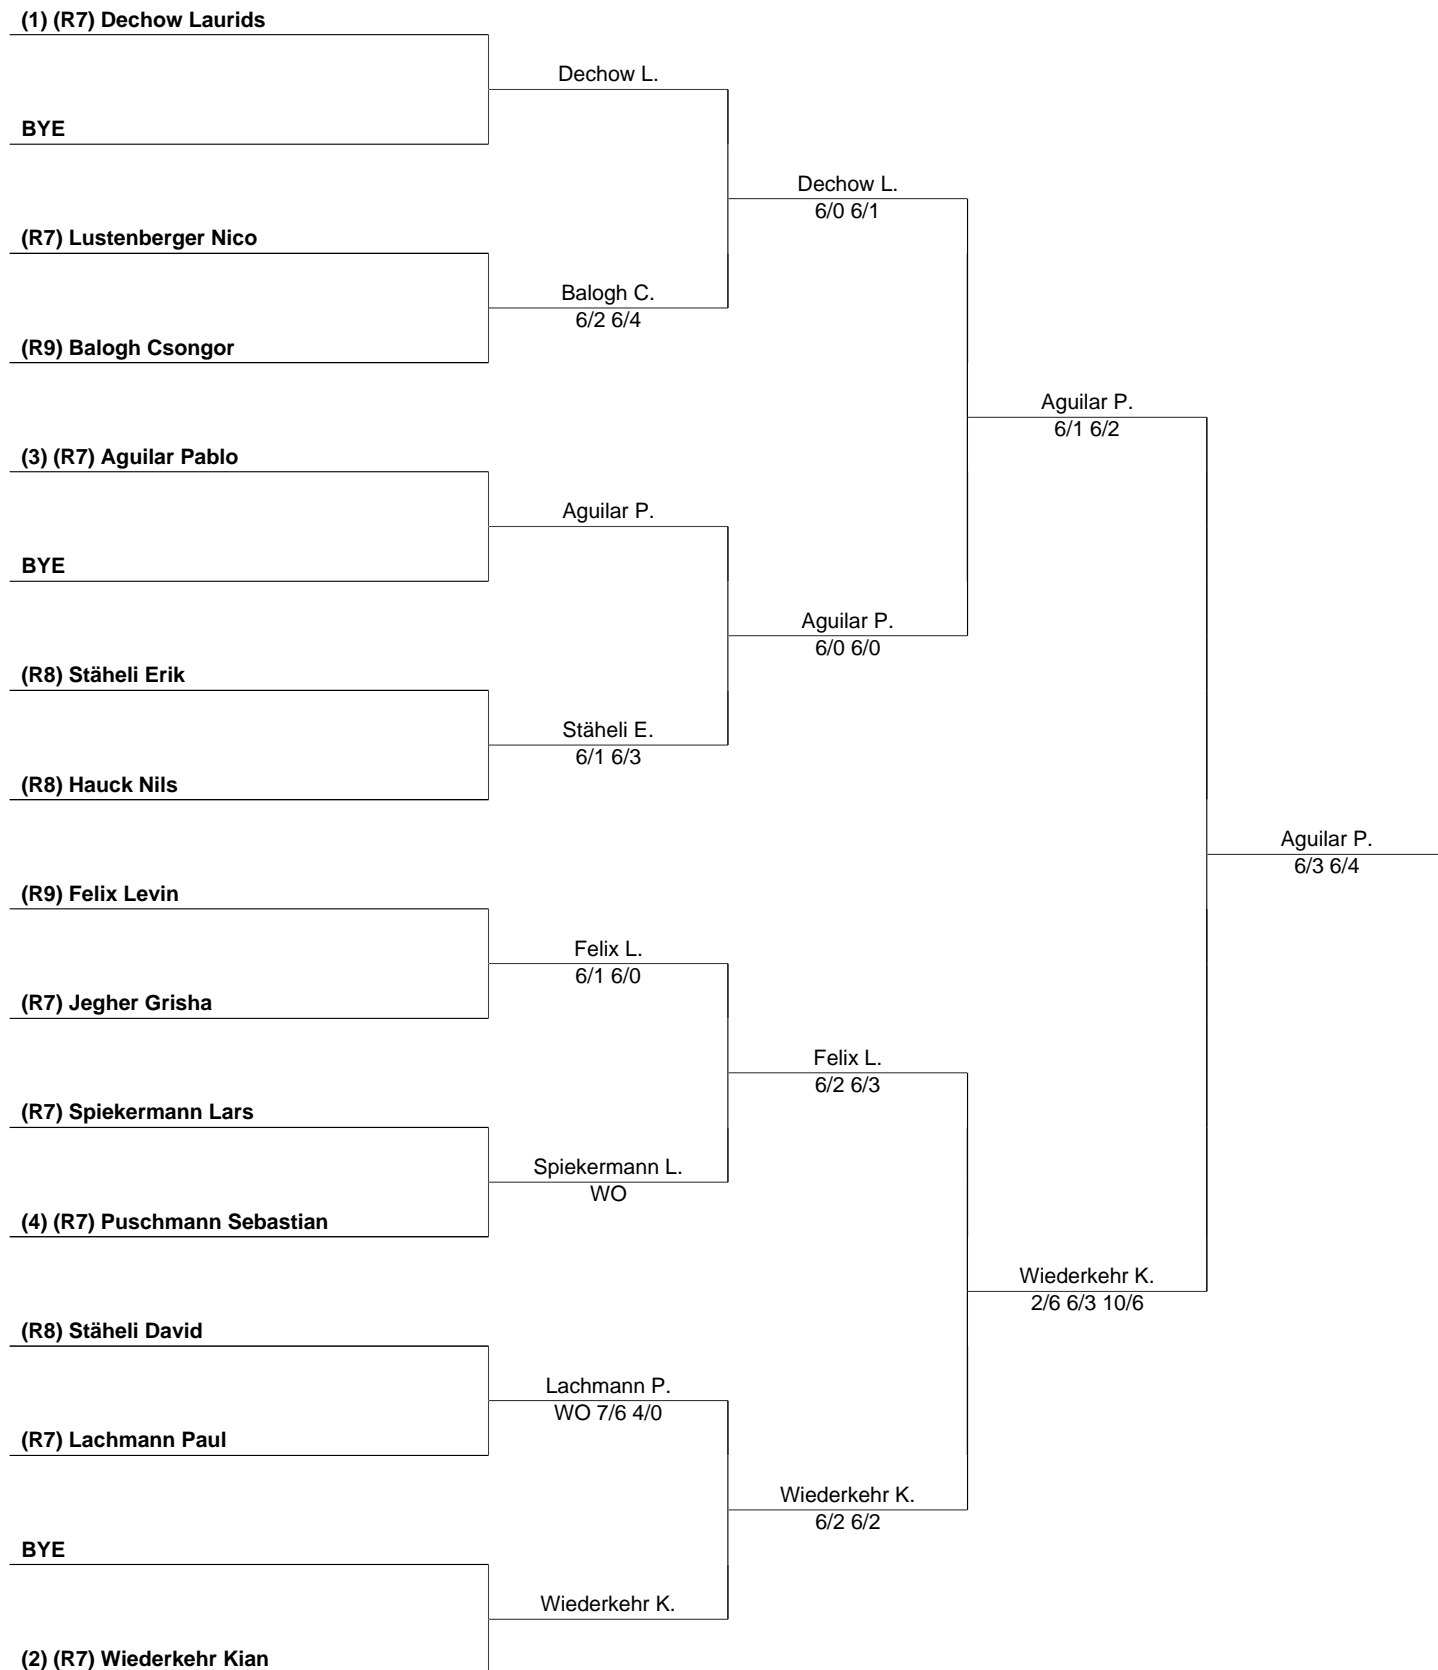 (1) (R7) Dechow Laurids
Dechow L.
BYE
Dechow L.
6/0 6/1
(R7) Lustenberger Nico
Balogh C.
6/2 6/4
(R9) Balogh Csongor
Aguilar P.
6/1 6/2
(3) (R7) Aguilar Pablo
Aguilar P.
BYE
Aguilar P.
6/0 6/0
(R8) Stäheli Erik
Stäheli E.
6/1 6/3
(R8) Hauck Nils
Aguilar P.
6/3 6/4
(R9) Felix Levin
Felix L.
6/1 6/0
(R7) Jegher Grisha
Felix L.
6/2 6/3
(R7) Spiekermann Lars
Spiekermann L.
WO
(4) (R7) Puschmann Sebastian
Wiederkehr K.
2/6 6/3 10/6
(R8) Stäheli David
Lachmann P.
WO 7/6 4/0
(R7) Lachmann Paul
Wiederkehr K.
6/2 6/2
BYE
Wiederkehr K.
(2) (R7) Wiederkehr Kian